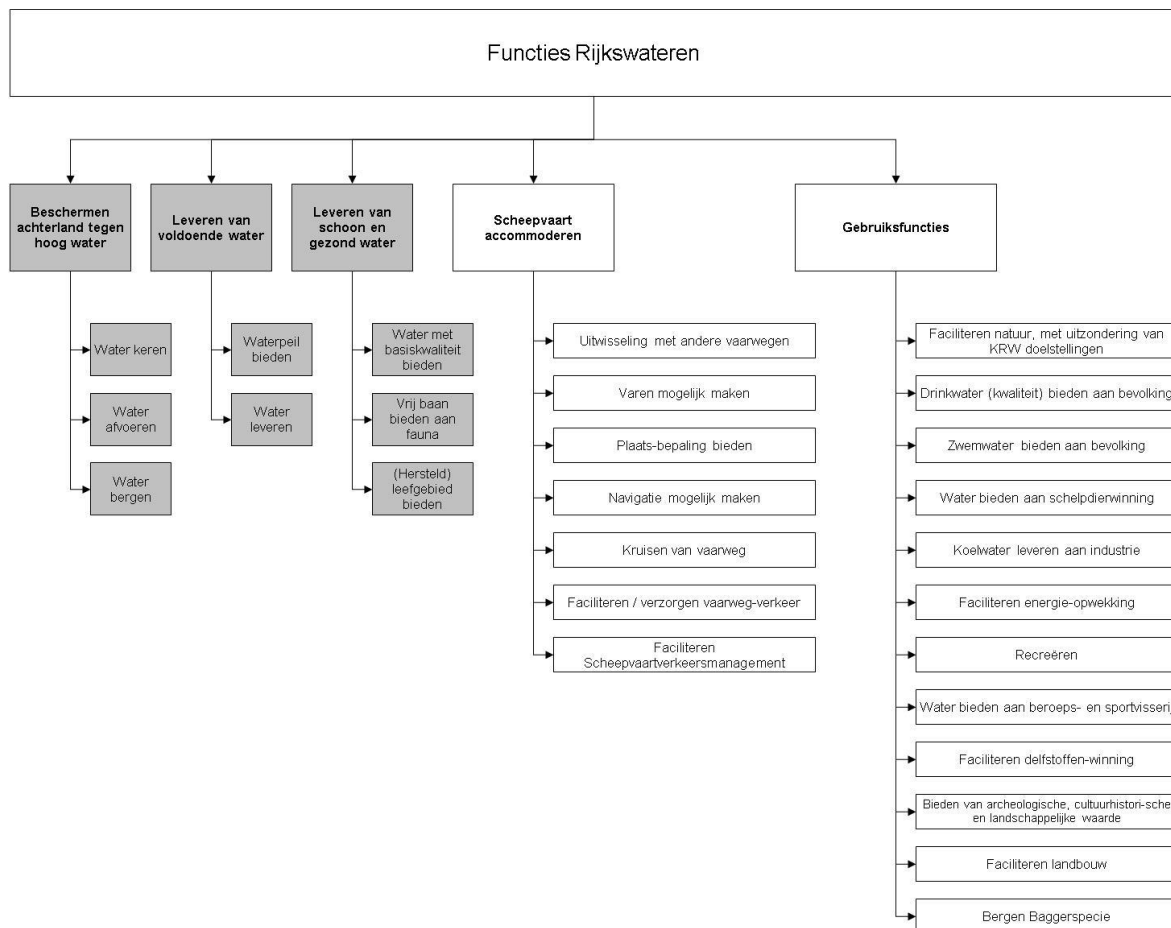 Functies Rijkswateren
Beschermen
achterland tegen
hoog water
Water keren
Water
afvoeren
Water
bergen
Leveren van
voldoende water
Waterpeil
bieden
Water
leveren
Leveren van
schoon en
gezond water
Water met
basiskwaliteit
bieden
Vrij baan
bieden aan
fauna
(Hersteld)
leefgebied
bieden
Scheepvaart
accommoderen
Uitwisseling met andere vaarwegen
Varen mogelijk maken
Plaats-bepaling bieden
Navigatie mogelijk maken
Kruisen van vaarweg
Faciliteren / verzorgen vaarweg-verkeer
Faciliteren
Scheepvaartverkeersmanagement
Gebruiksfuncties
Faciliteren natuur, met uitzondering van
KRW doelstellingen
Drinkwater (kwaliteit) bieden aan bevolking
Zwemwater bieden aan bevolking
Water bieden aan schelpdierwinning
Koelwater leveren aan industrie
Faciliteren energie-opwekking
Recreëren
Water bieden aan beroeps- en sportvisserij
Faciliteren delfstoffen-winning
Bieden van archeologische, cultuurhistori-sche
en landschappelijke waarde
Faciliteren landbouw
Bergen Baggerspecie